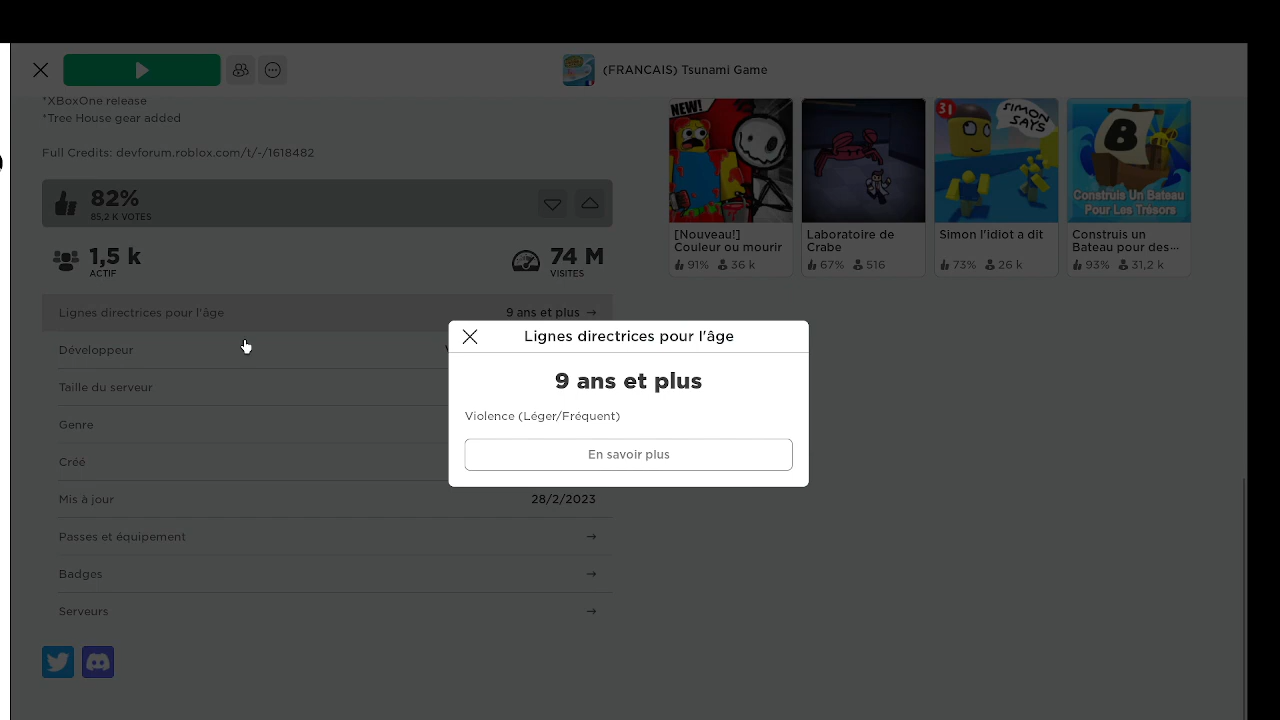 (FRANCAIS) Tsunami Game
*XBoxOne release
*Tree House gear added
Full Credits: devforum.roblox.com/t/-/1618482
82%
85,2 K VOTES
1,5 k
ACTIF
74 M
VISITES
Lignes directrices pour l'âge
9 ans et plus →
Développeur
Taille du serveur
Genre
Créé
Mis à jour
28/2/2023
Passes et équipement →
Badges →
Serveurs →
NEW!
[Nouveau!]
Couleur ou mourir
91% 36 k
Laboratoire de
Crabe
67% 516
31
SIMON
SAYS
Simon l'idiot a dit
73% 26 k
B
Construis Un Bateau
Pour Les Trésors
Construis un
Bateau pour des···
93% 31,2 k
Lignes directrices pour l'âge
9 ans et plus
Violence (Léger/Fréquent)
En savoir plus